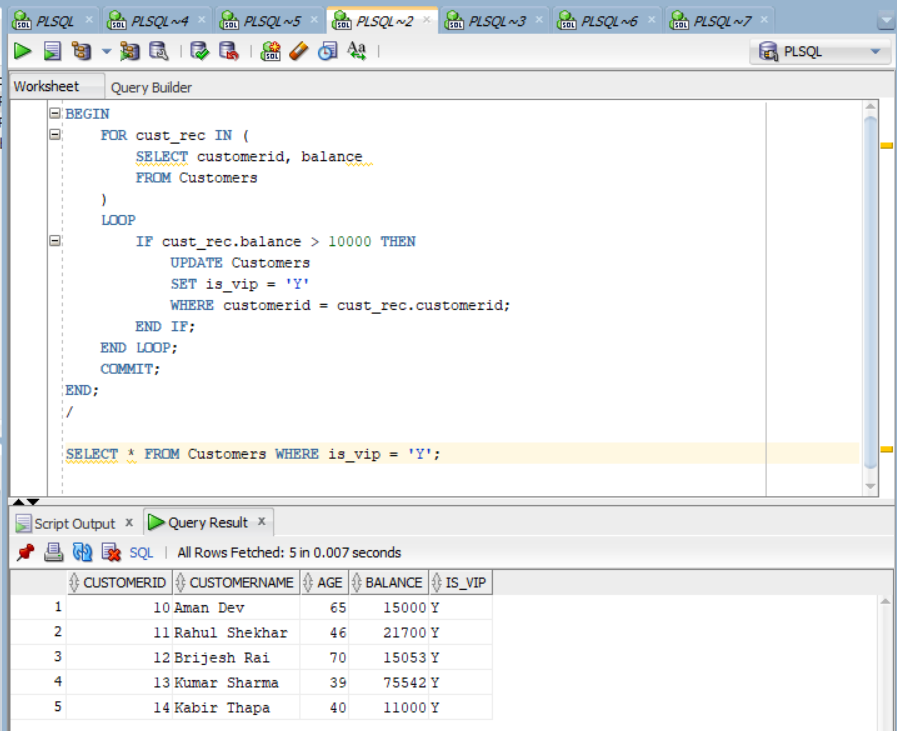 PLSQL × PLSQL~4 × PLSQL~5 × PLSQL~2 × PLSQL~3 × PLSQL~6 × PLSQL~7 ×
PLSQL
Worksheet Query Builder
BEGIN
FOR cust_rec IN (
SELECT customerid, balance
FROM Customers
)
LOOP
IF cust_rec.balance > 10000 THEN
UPDATE Customers
SET is_vip = 'Y'
WHERE customerid = cust_rec.customerid;
END IF;
END LOOP;
COMMIT;
END;
/
SELECT * FROM Customers WHERE is_vip = 'Y';
Script Output x Query Result x
SQL | All Rows Fetched: 5 in 0.007 seconds
CUSTOMERID CUSTOMERNAME AGE BALANCE IS_VIP
1 10 Aman Dev 65 15000 Y
2 11 Rahul Shekhar 46 21700 Y
3 12 Brijesh Rai 70 15053 Y
4 13 Kumar Sharma 39 75542 Y
5 14 Kabir Thapa 40 11000 Y